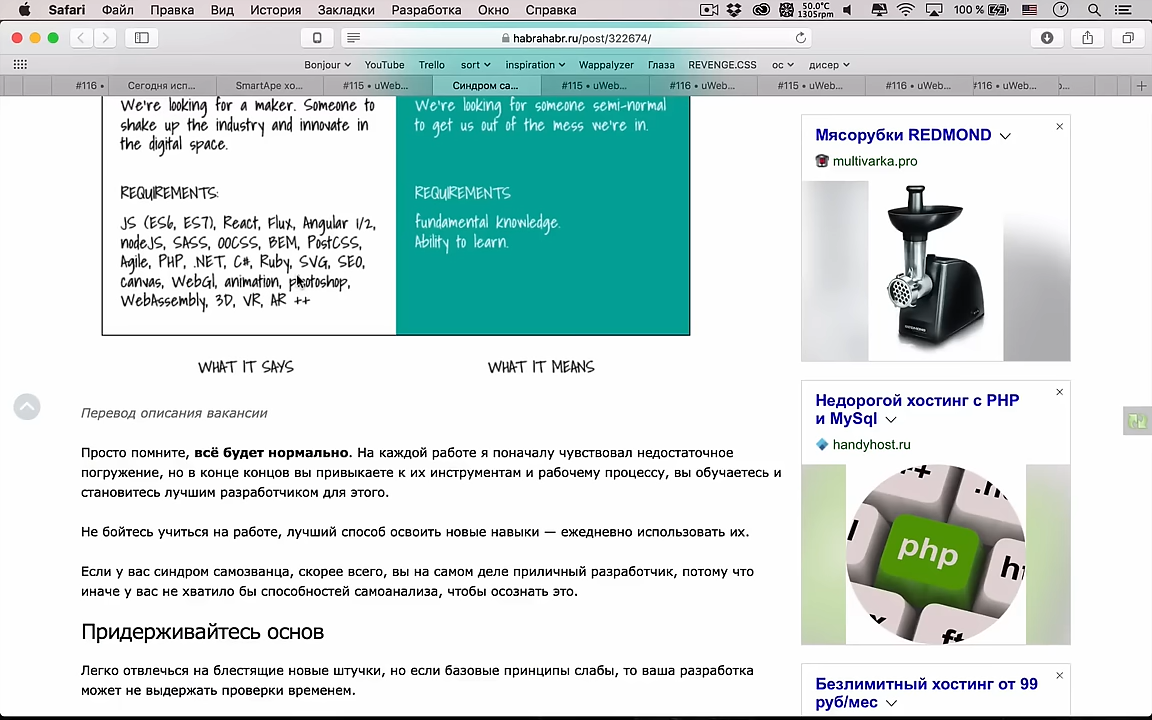 Safari Файл Правка Вид История Закладки Разработка Окно Справка
50.0°C
1305rpm
100 %
habrahabr.ru/post/322674/
Bonjour YouTube Trello sort inspiration Wappalyzer Глаза REVENGE.CSS ос дисер
#116 • Сегодня исп... SmartApe хо... #115 • uWeb... Синдром са... #115 • uWeb... #116 • uWeb... #115 • uWeb... #116 • uWeb... #116 • uWeb...
We're looking for a maker. Someone to
shake up the industry and innovate in
the digital space.
REQUIREMENTS:
JS (ES6, ES7), React, Flux, Angular 1/2,
nodeJS, SASS, OOCSS, BEM, PostCSS,
Agile, PHP, .NET, C#, Ruby, SVG, SEO,
canvas, WebGl, animation, photoshop,
WebAssembly, 3D, VR, AR ++
We're looking for someone semi-normal
to get us out of the mess we're in.
REQUIREMENTS
fundamental knowledge.
Ability to learn.
WHAT IT SAYS
WHAT IT MEANS
Перевод описания вакансии
Просто помните, всё будет нормально. На каждой работе я поначалу чувствовал недостаточное
погружение, но в конце концов вы привыкаете к их инструментам и рабочему процессу, вы обучаетесь и
становитесь лучшим разработчиком для этого.
Не бойтесь учиться на работе, лучший способ освоить новые навыки — ежедневно использовать их.
Если у вас синдром самозванца, скорее всего, вы на самом деле приличный разработчик, потому что
иначе у вас не хватило бы способностей самоанализа, чтобы осознать это.
Придерживайтесь основ
Легко отвлечься на блестящие новые штучки, но если базовые принципы слабы, то ваша разработка
может не выдержать проверки временем.
Мясорубки REDMOND
multivarka.pro
Недорогой хостинг с PHP
и MySql
handyhost.ru
php
Безлимитный хостинг от 99
руб/мес